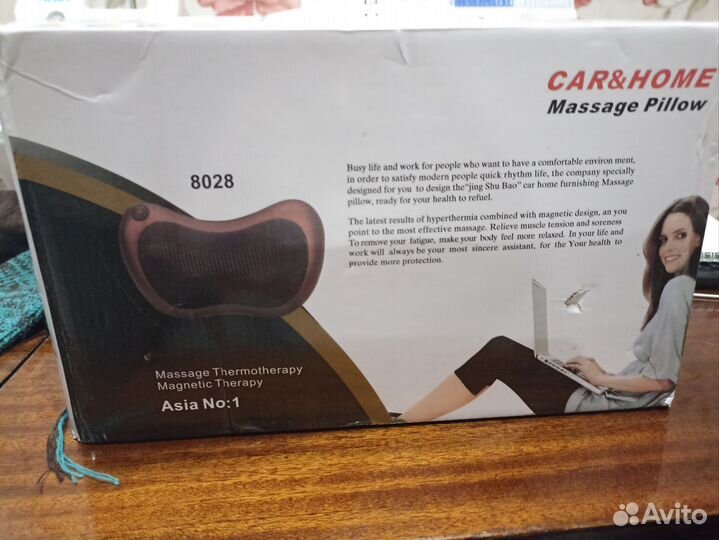 CAR&HOME
Massage Pillow
8028
Busy life and work for people who want to have a comfortable environ ment,
in order to satisfy modern people quick rhythm life, the company specially
designed for you to design the"jing Shu Bao" car home furnishing Massage
pillow, ready for your health to refuel.
The latest results of hyperthermia combined with magnetic design, an you
point to the most effective massage. Relieve muscle tension and soreness
To remove your fatigue, make your body feel more relaxed. In your life and
work will always be your most sincere assistant, for the Your health to
provide more protection.
Massage Thermotherapy
Magnetic Therapy
Asia No:1
Avito